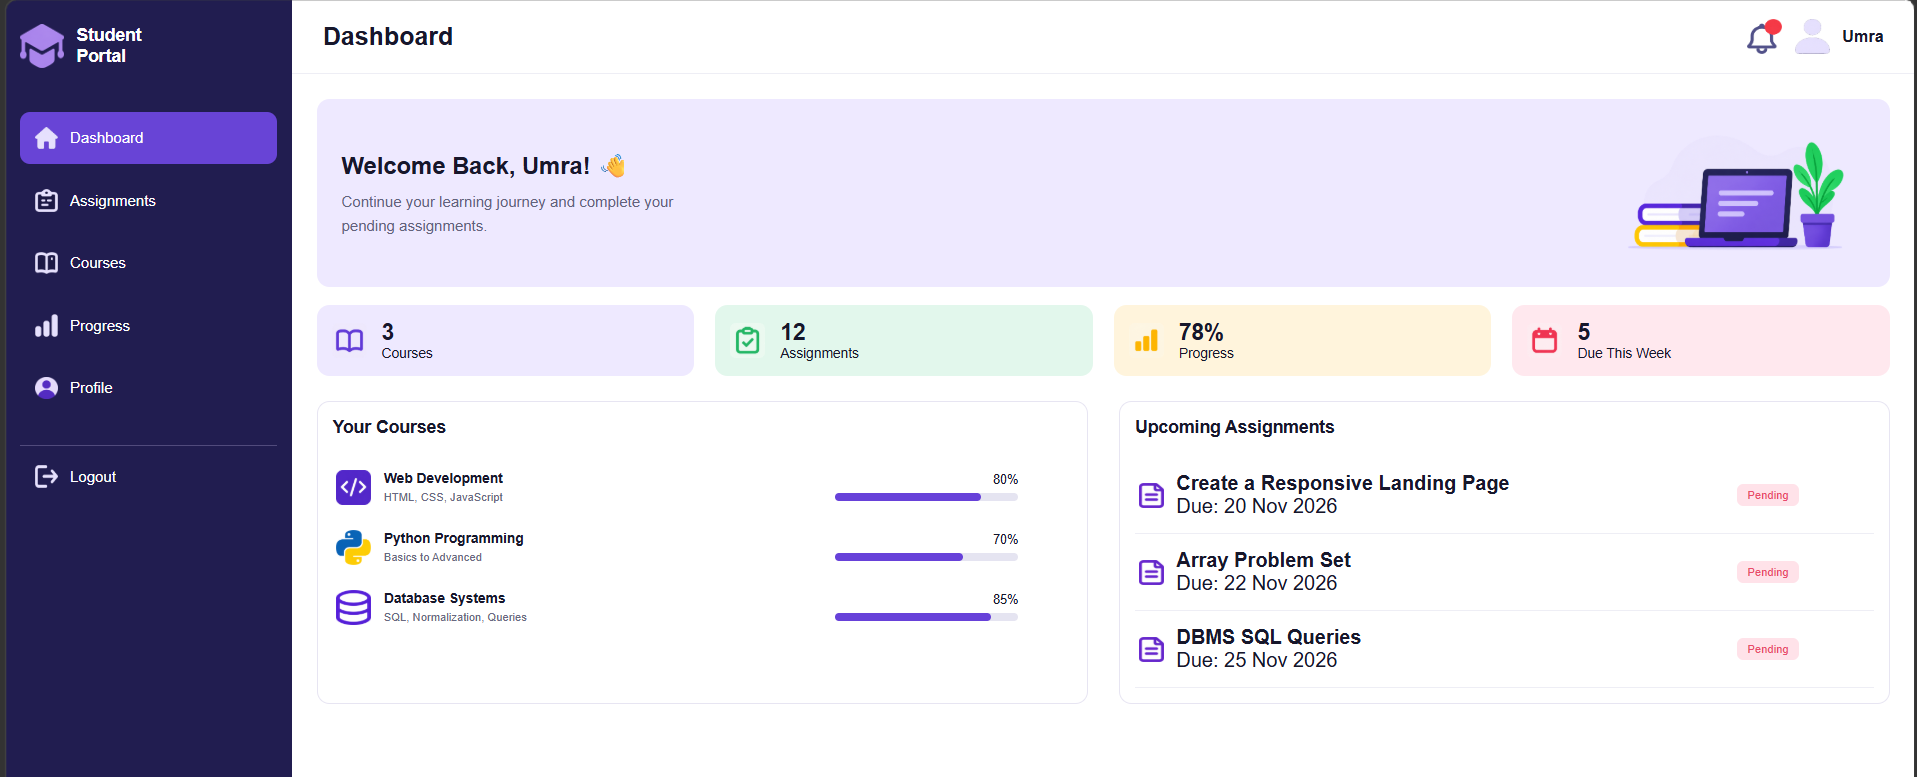 Student
Portal
Dashboard
Assignments
Courses
Progress
Profile
Logout
Dashboard
Umra
Welcome Back, Umra! 👋
Continue your learning journey and complete your
pending assignments.
3
Courses
12
Assignments
78%
Progress
5
Due This Week
Your Courses
Web Development
HTML, CSS, JavaScript
80%
Python Programming
Basics to Advanced
70%
Database Systems
SQL, Normalization, Queries
85%
Upcoming Assignments
Create a Responsive Landing Page
Due: 20 Nov 2026
Pending
Array Problem Set
Due: 22 Nov 2026
Pending
DBMS SQL Queries
Due: 25 Nov 2026
Pending